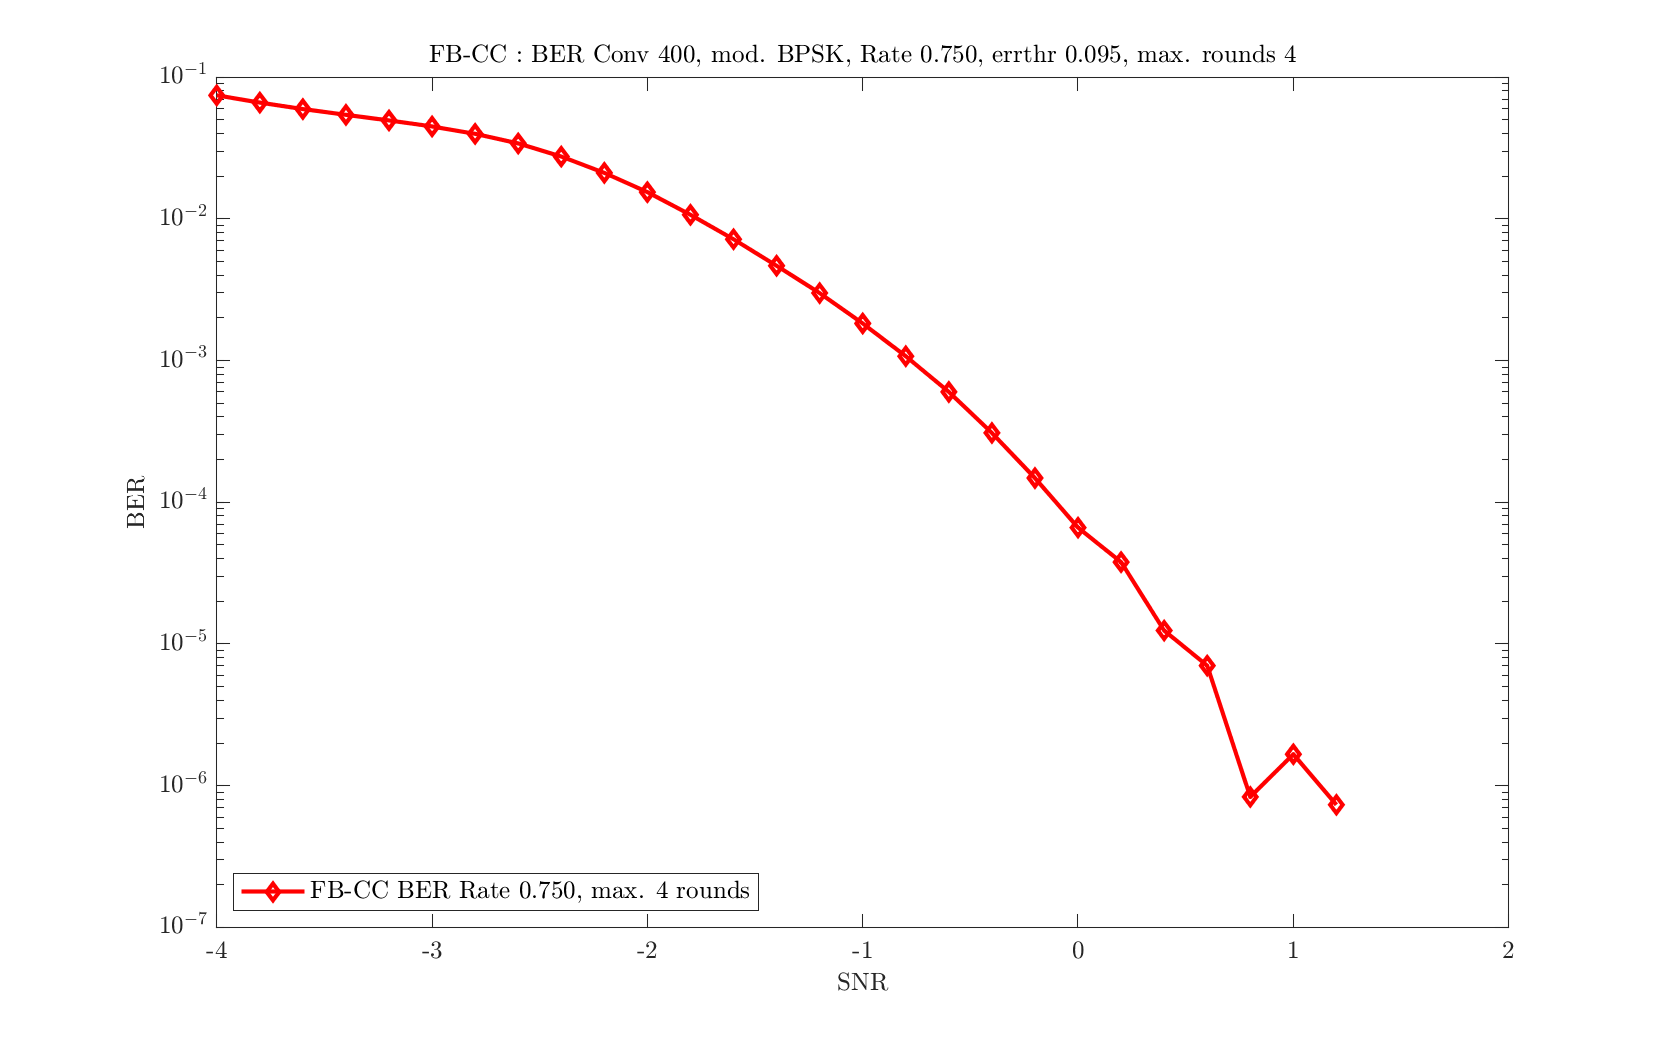 FB-CC : BER Conv 400, mod. BPSK, Rate 0.750, errthr 0.095, max. rounds 4
10⁻¹
10⁻²
10⁻³
10⁻⁴
10⁻⁵
10⁻⁶
10⁻⁷
BER
FB-CC BER Rate 0.750, max. 4 rounds
-4 -3 -2 -1 0 1 2
SNR